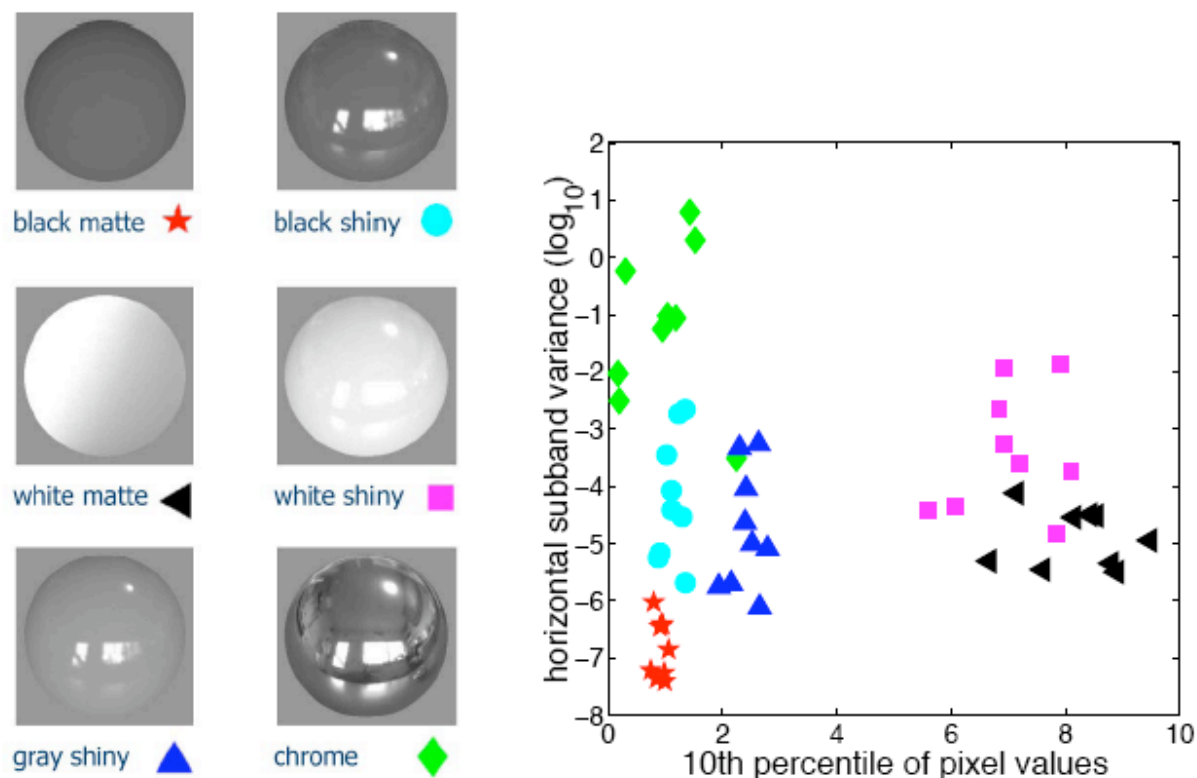 black matte
black shiny
white matte
white shiny
gray shiny
chrome
horizontal subband variance (log10)
2
1
0
−1
−2
−3
−4
−5
−6
−7
−8
0 2 4 6 8 10
10th percentile of pixel values